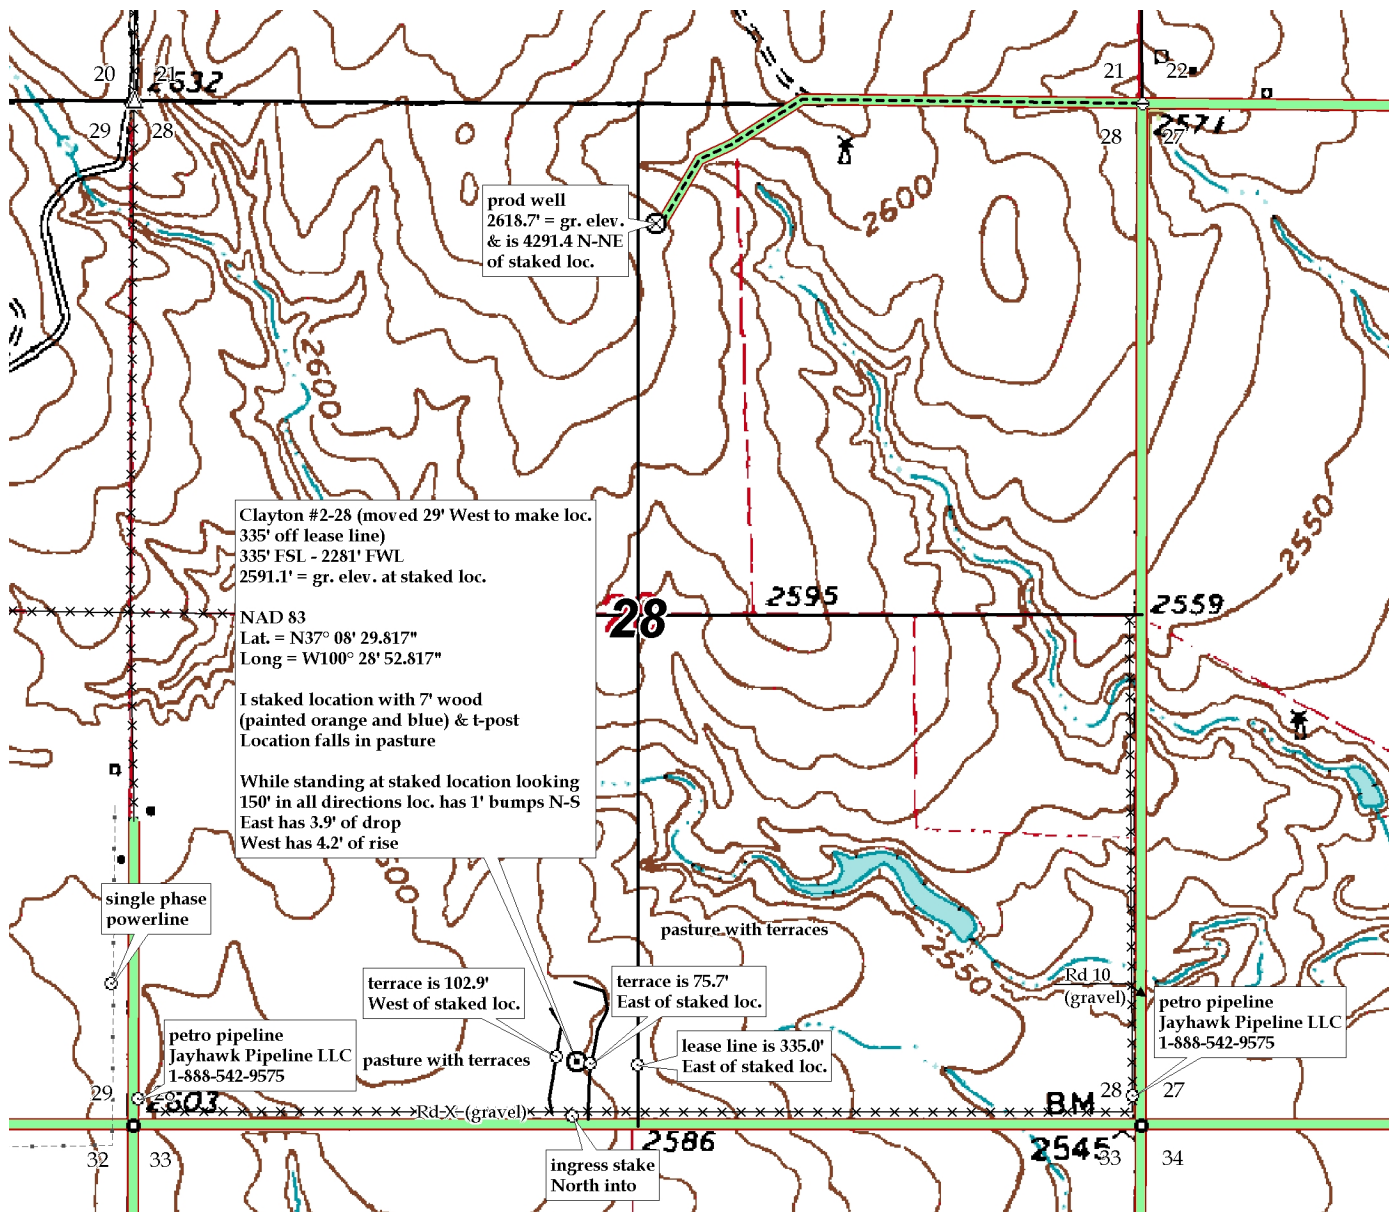 20
21
2632
29
28
21
22
2571
28
27
2600
prod well
2618.7' = gr. elev.
& is 4291.4 N-NE
of staked loc.
2600
2550
Clayton #2-28 (moved 29' West to make loc.
335' off lease line)
335' FSL - 2281' FWL
2591.1' = gr. elev. at staked loc.
NAD 83
Lat. = N37° 08' 29.817"
Long = W100° 28' 52.817"
I staked location with 7' wood
(painted orange and blue) & t-post
Location falls in pasture
While standing at staked location looking
150' in all directions loc. has 1' bumps N-S
East has 3.9' of drop
West has 4.2' of rise
28
2595
2559
single phase
powerline
pasture with terraces
2550
Rd 10
(gravel)
terrace is 102.9'
West of staked loc.
terrace is 75.7'
East of staked loc.
petro pipeline
Jayhawk Pipeline LLC
1-888-542-9575
petro pipeline
Jayhawk Pipeline LLC
1-888-542-9575
pasture with terraces
lease line is 335.0'
East of staked loc.
29
2603
Rd X (gravel)
BM
28
27
2586
2545
32
33
33
34
ingress stake
North into